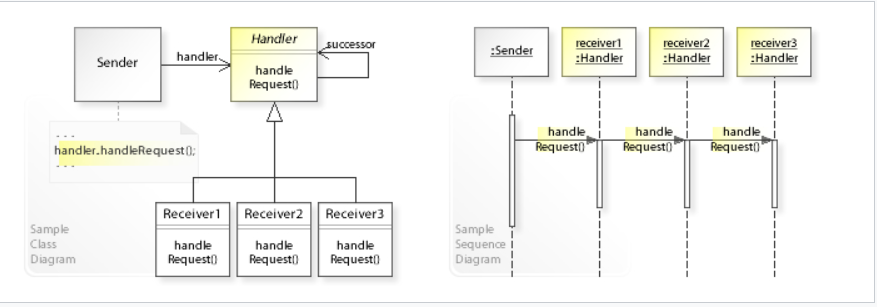 Sender
handler
Handler
handle
Request()
successor
- - -
handler.handleRequest();
- - -
Receiver1
handle
Request()
Receiver2
handle
Request()
Receiver3
handle
Request()
Sample
Class
Diagram
:Sender
receiver1
:Handler
receiver2
:Handler
receiver3
:Handler
handle
Request()
handle
Request()
handle
Request()
Sample
Sequence
Diagram